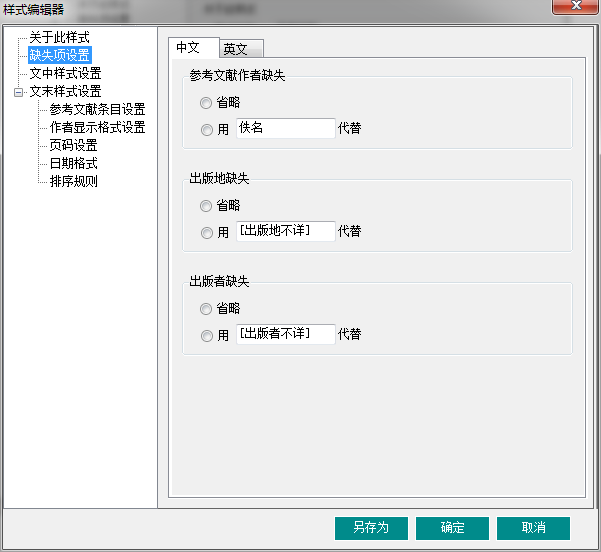 样式编辑器
关于此样式
缺失项设置
文中样式设置
文末样式设置
参考文献条目设置
作者显示格式设置
页码设置
日期格式
排序规则
中文 英文
参考文献作者缺失
省略
用 佚名 代替
出版地缺失
省略
用 [出版地不详] 代替
出版者缺失
省略
用 [出版者不详] 代替
另存为 确定 取消